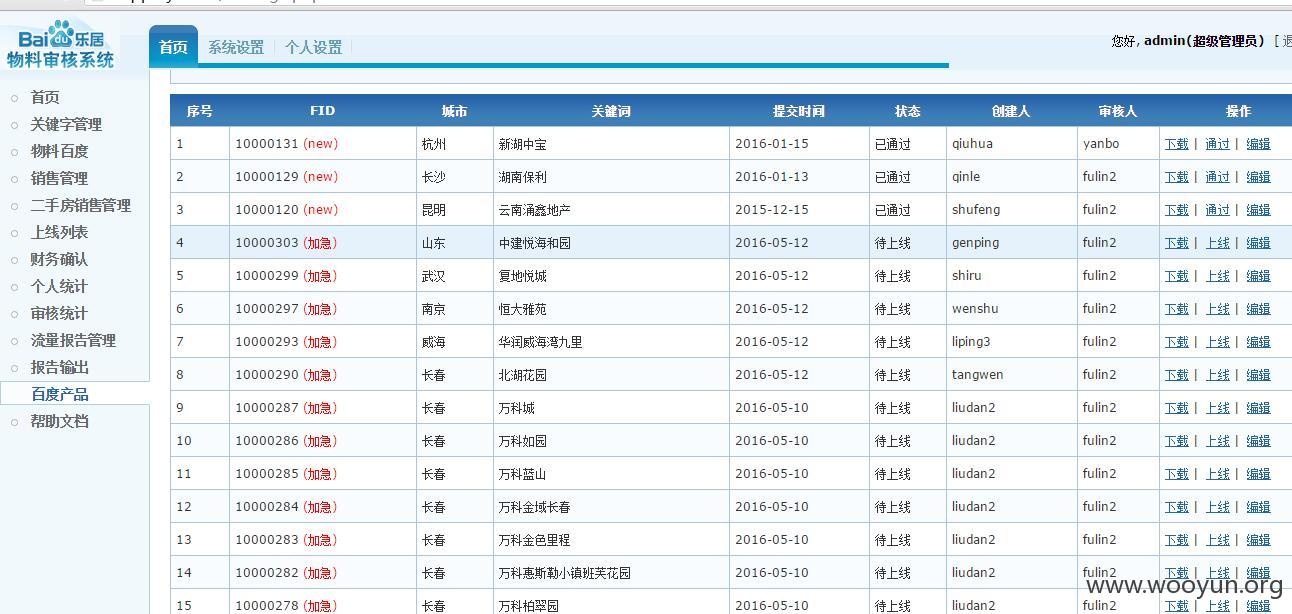 Bai du 乐居
物料审核系统
首页 系统设置 个人设置
您好, admin(超级管理员) [
首页
关键字管理
物料百度
销售管理
二手房销售管理
上线列表
财务确认
个人统计
审核统计
流量报告管理
报告输出
百度产品
帮助文档
序号 FID 城市 关键词 提交时间 状态 创建人 审核人 操作
1 10000131 (new) 杭州 新湖中宝 2016-01-15 已通过 qiuhua yanbo 下载 | 通过 | 编辑
2 10000129 (new) 长沙 湖南保利 2016-01-13 已通过 qinle fulin2 下载 | 通过 | 编辑
3 10000120 (new) 昆明 云南涌鑫地产 2015-12-15 已通过 shufeng fulin2 下载 | 通过 | 编辑
4 10000303 (加急) 山东 中建悦海和园 2016-05-12 待上线 genping fulin2 下载 | 上线 | 编辑
5 10000299 (加急) 武汉 复地悦城 2016-05-12 待上线 shiru fulin2 下载 | 上线 | 编辑
6 10000297 (加急) 南京 恒大雅苑 2016-05-12 待上线 wenshu fulin2 下载 | 上线 | 编辑
7 10000293 (加急) 威海 华润威海湾九里 2016-05-12 待上线 liping3 fulin2 下载 | 上线 | 编辑
8 10000290 (加急) 长春 北湖花园 2016-05-12 待上线 tangwen fulin2 下载 | 上线 | 编辑
9 10000287 (加急) 长春 万科城 2016-05-10 待上线 liudan2 fulin2 下载 | 上线 | 编辑
10 10000286 (加急) 长春 万科如园 2016-05-10 待上线 liudan2 fulin2 下载 | 上线 | 编辑
11 10000285 (加急) 长春 万科蓝山 2016-05-10 待上线 liudan2 fulin2 下载 | 上线 | 编辑
12 10000284 (加急) 长春 万科金域长春 2016-05-10 待上线 liudan2 fulin2 下载 | 上线 | 编辑
13 10000283 (加急) 长春 万科金色里程 2016-05-10 待上线 liudan2 fulin2 下载 | 上线 | 编辑
14 10000282 (加急) 长春 万科惠斯勒小镇班芙花园 2016-05-10 待上线 liudan2 fulin2 下载 | 上线 | 编辑
15 10000278 (加急) 长春 万科柏翠园 2016-05-10 待上线 liudan2 fulin2 下载 | 上线 | 编辑
www.wooyun.org